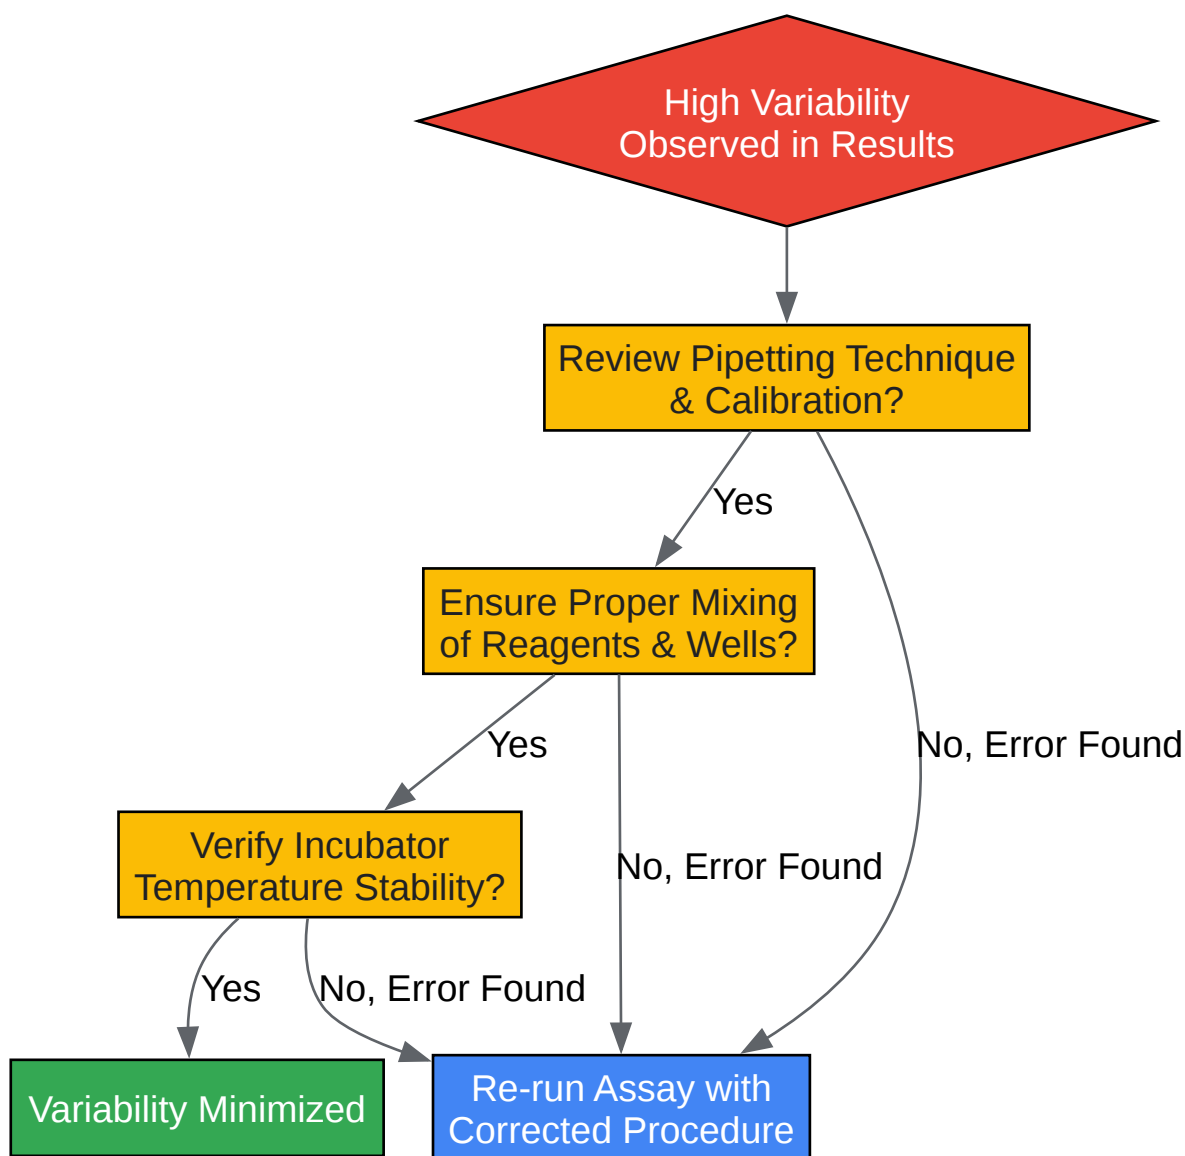 High Variability
Observed in Results
Review Pipetting Technique
& Calibration?
Yes
Ensure Proper Mixing
of Reagents & Wells?
Yes
No, Error Found
Verify Incubator
Temperature Stability?
No, Error Found
Yes
No, Error Found
Variability Minimized
Re-run Assay with
Corrected Procedure